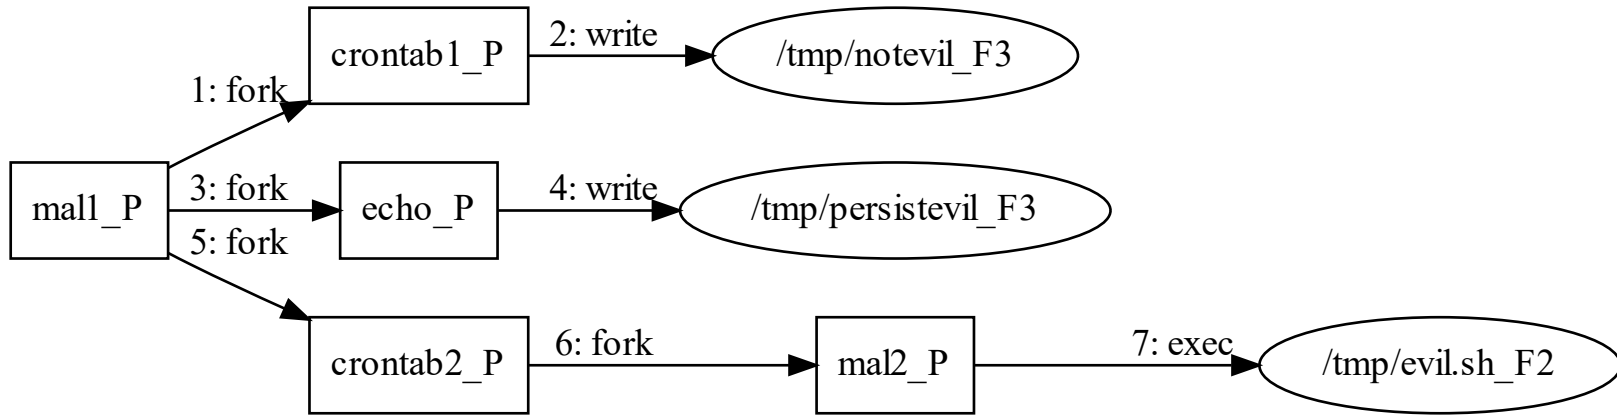 crontab1_P
2: write
/tmp/notevil_F3
1: fork
mall1_P
3: fork
echo_P
4: write
/tmp/persistevil_F3
5: fork
crontab2_P
6: fork
mal2_P
7: exec
/tmp/evil.sh_F2